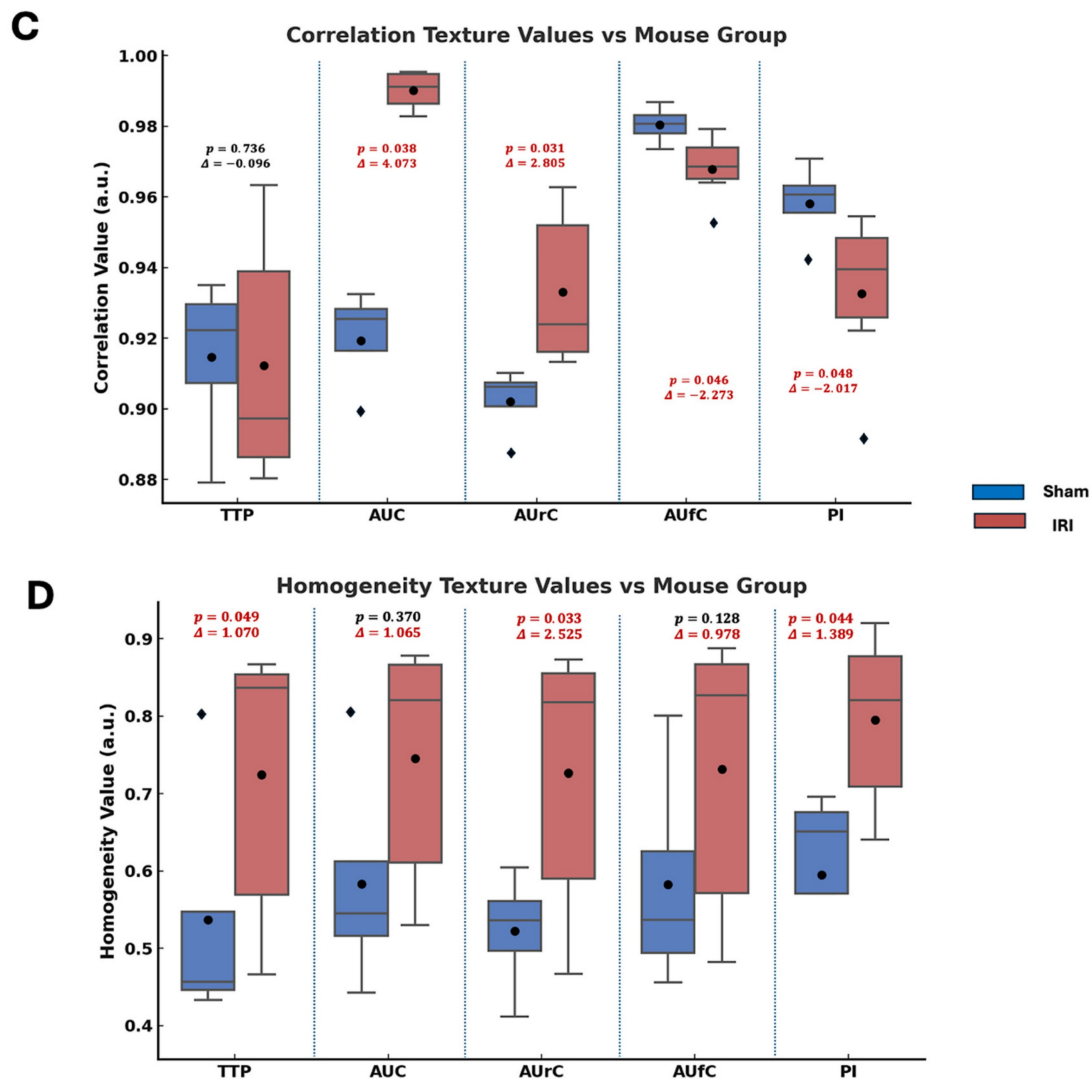 C
Correlation Texture Values vs Mouse Group
Correlation Value (a.u.)
1.00
0.98
0.96
0.94
0.92
0.90
0.88
p = 0.736
Δ = −0.096
p = 0.038
Δ = 4.073
p = 0.031
Δ = 2.805
p = 0.046
Δ = −2.273
p = 0.048
Δ = −2.017
TTP
AUC
AUrC
AUfC
PI
Sham
IRI
D
Homogeneity Texture Values vs Mouse Group
Homogeneity Value (a.u.)
0.9
0.8
0.7
0.6
0.5
0.4
p = 0.049
Δ = 1.070
p = 0.370
Δ = 1.065
p = 0.033
Δ = 2.525
p = 0.128
Δ = 0.978
p = 0.044
Δ = 1.389
TTP
AUC
AUrC
AUfC
PI